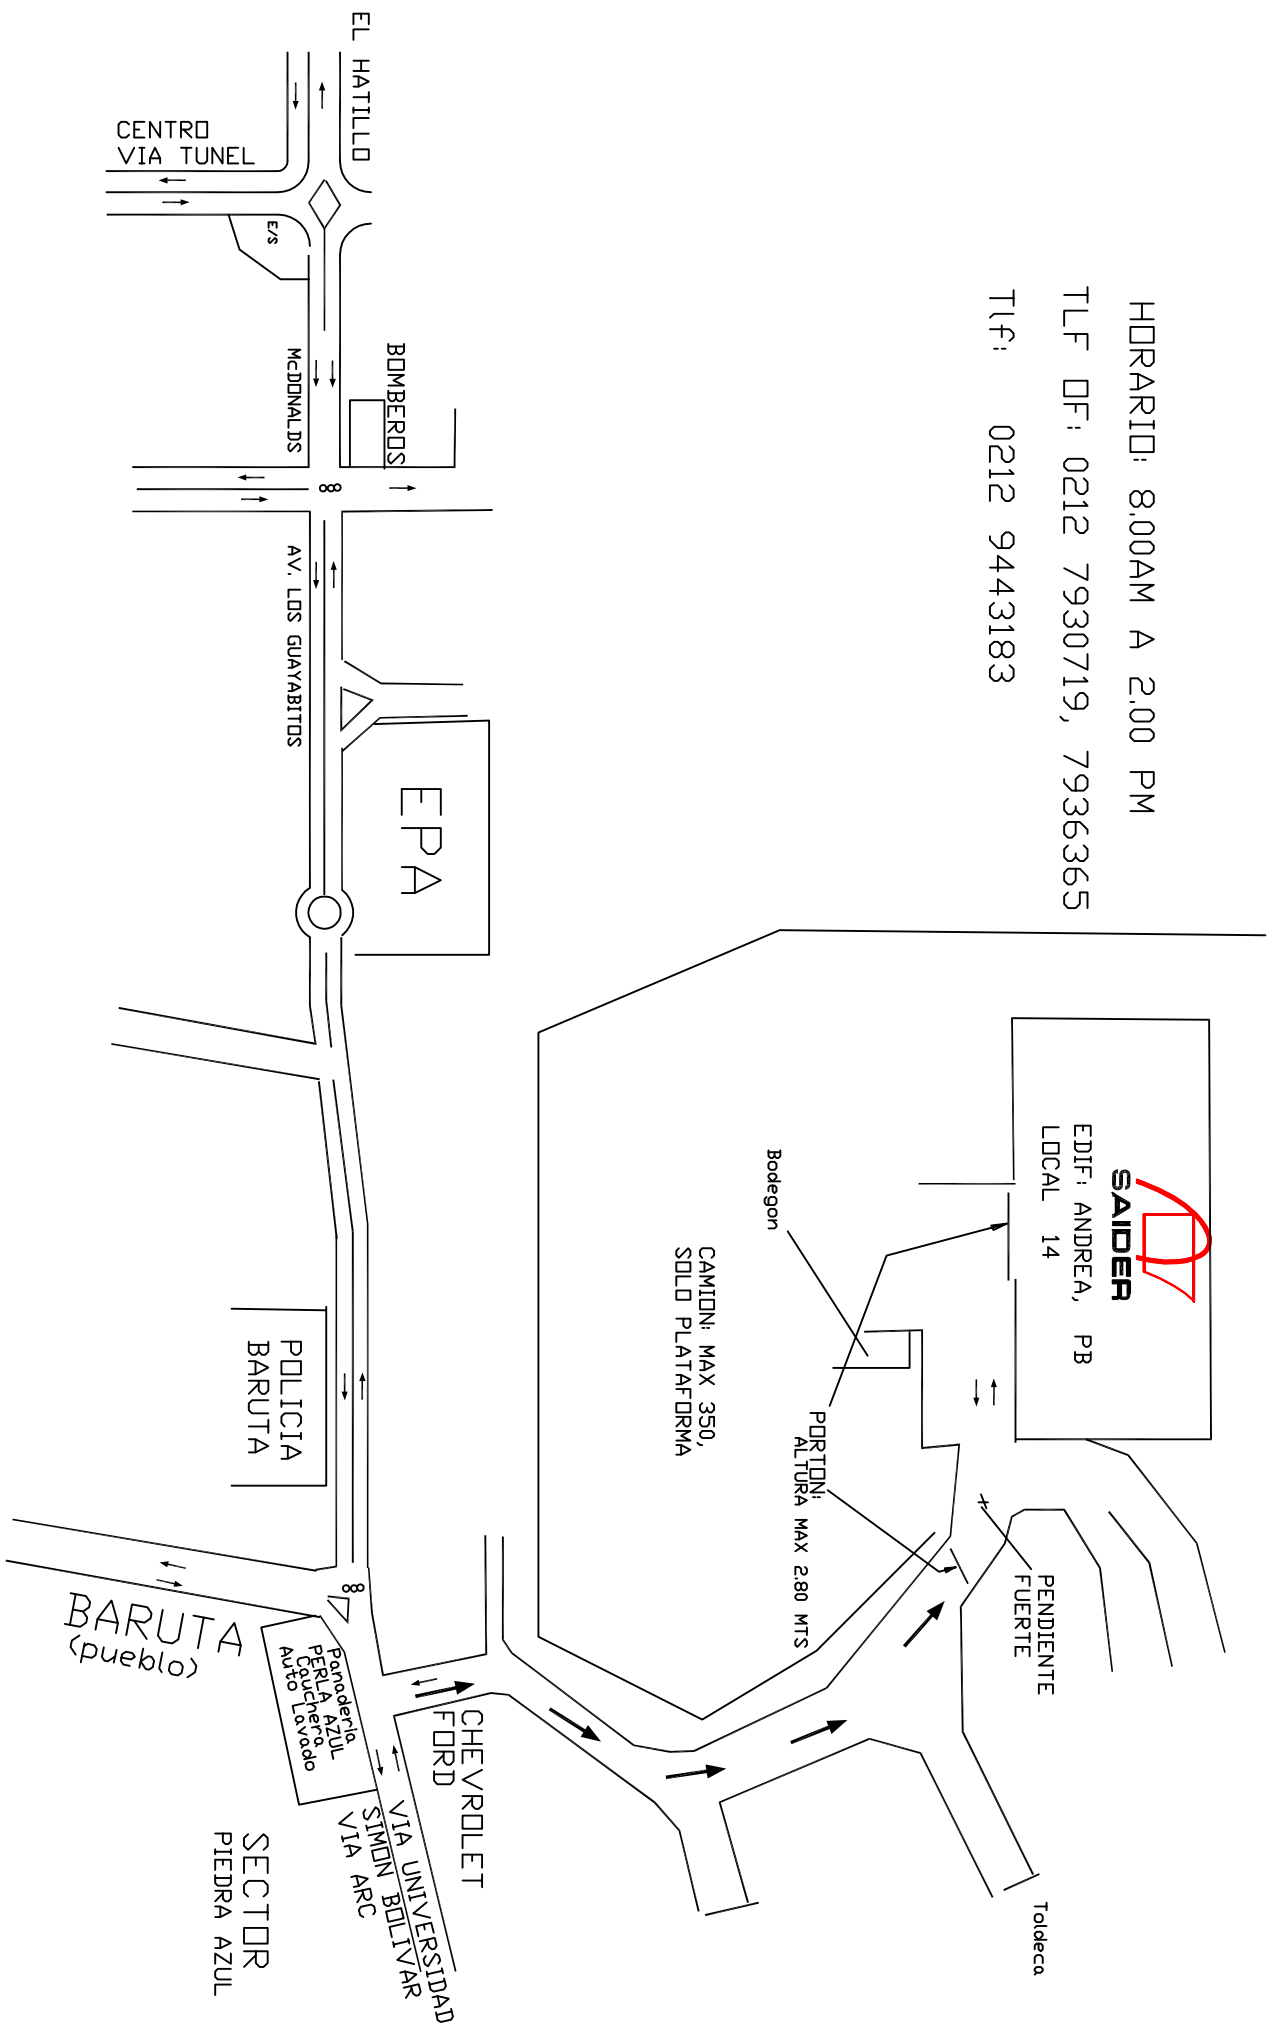 HORARIO: 8.00AM A 2.00 PM
TLF OF: 0212 7930719, 7936365
Tlf: 0212 9443183
SAIDER
EDIF: ANDREA, PB
LOCAL 14
Bodegon
CAMION: MAX 350,
SOLO PLATAFORMA
PORTON:
ALTURA MAX 2.80 MTS
PENDIENTE
FUERTE
Toldeca
EL HATILLO
CENTRO
VIA TUNEL
E/S
McDONALDS
BOMBEROS
AV. LOS GUAYABITOS
EPA
POLICIA
BARUTA
BARUTA
(pueblo)
Panaderia
PERLA AZUL
Cauchera
Auto Lavado
CHEVROLET
FORD
VIA UNIVERSIDAD
SIMON BOLIVAR
VIA ARC
SECTOR
PIEDRA AZUL